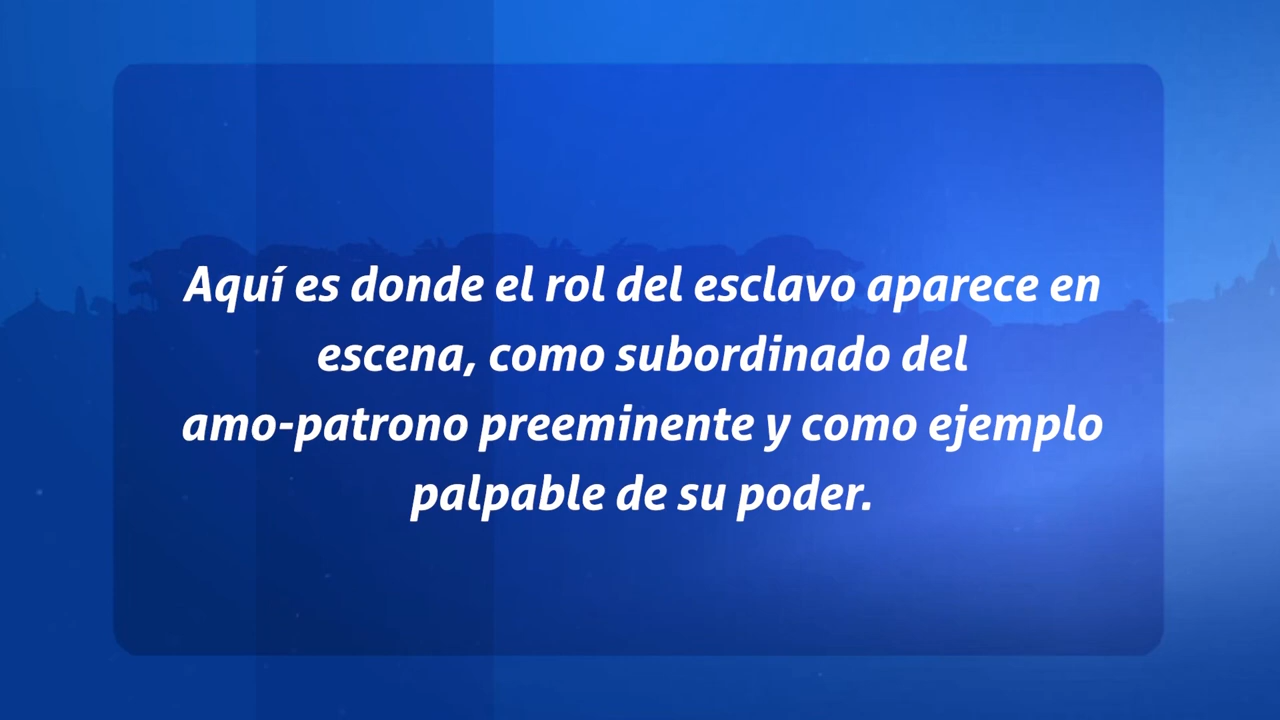 Aquí es donde el rol del esclavo aparece en
escena, como subordinado del
amo-patrono preeminente y como ejemplo
palpable de su poder.